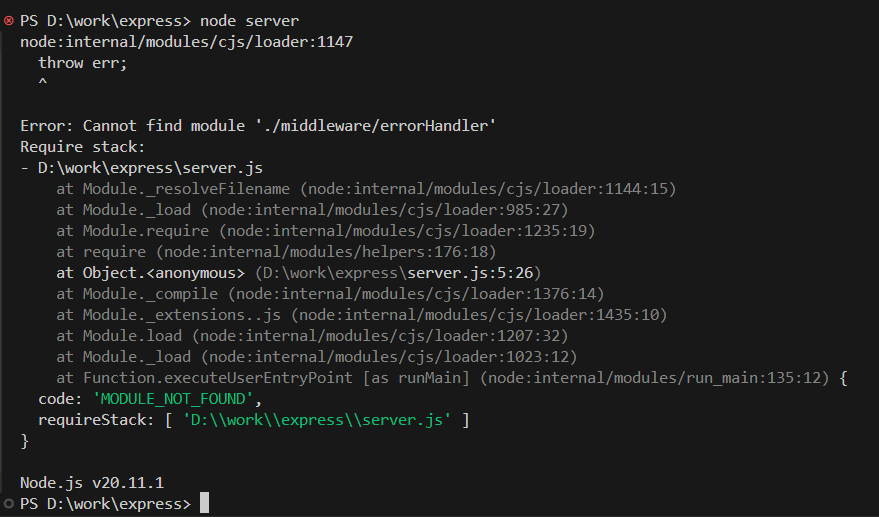 PS D:\work\express> node server
node:internal/modules/cjs/loader:1147
  throw err;
  ^

Error: Cannot find module './middleware/errorHandler'
Require stack:
- D:\work\express\server.js
    at Module._resolveFilename (node:internal/modules/cjs/loader:1144:15)
    at Module._load (node:internal/modules/cjs/loader:985:27)
    at Module.require (node:internal/modules/cjs/loader:1235:19)
    at require (node:internal/modules/helpers:176:18)
    at Object.<anonymous> (D:\work\express\server.js:5:26)
    at Module._compile (node:internal/modules/cjs/loader:1376:14)
    at Module._extensions..js (node:internal/modules/cjs/loader:1435:10)
    at Module.load (node:internal/modules/cjs/loader:1207:32)
    at Module._load (node:internal/modules/cjs/loader:1023:12)
    at Function.executeUserEntryPoint [as runMain] (node:internal/modules/run_main:135:12) {
  code: 'MODULE_NOT_FOUND',
  requireStack: [ 'D:\\work\\express\\server.js' ]
}

Node.js v20.11.1
PS D:\work\express>